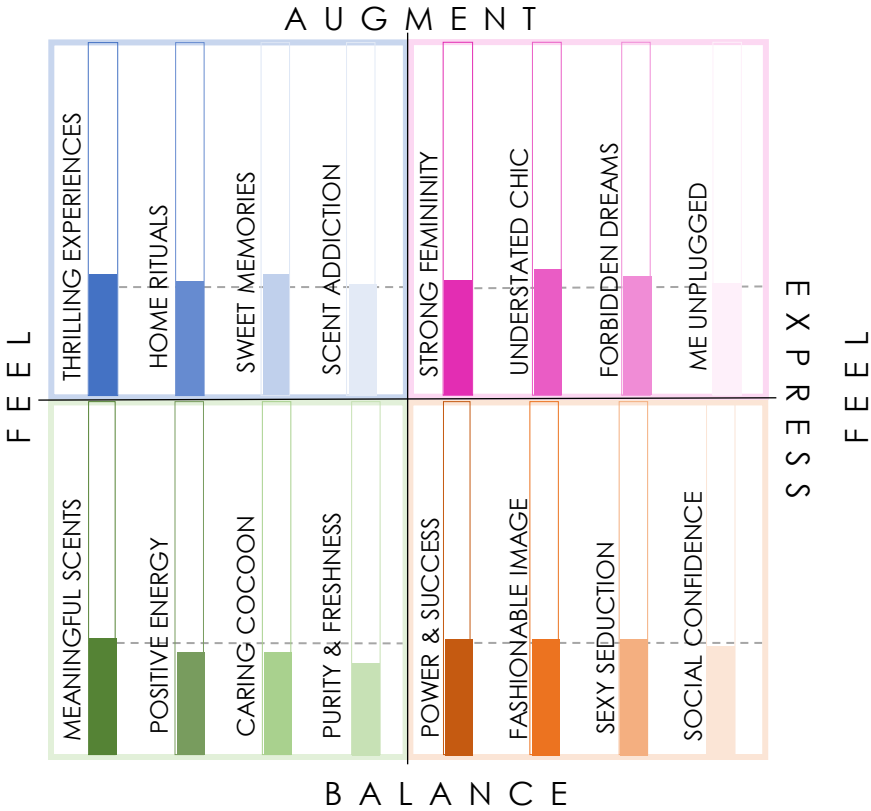 AUGMENT
THRILLING EXPERIENCES
HOME RITUALS
SWEET MEMORIES
SCENT ADDICTION
STRONG FEMININITY
UNDERSTATED CHIC
FORBIDDEN DREAMS
ME UNPLUGGED
FEEL
EXPRESS
FEEL
MEANINGFUL SCENTS
POSITIVE ENERGY
CARING COCOON
PURITY & FRESHNESS
POWER & SUCCESS
FASHIONABLE IMAGE
SEXY SEDUCTION
SOCIAL CONFIDENCE
BALANCE